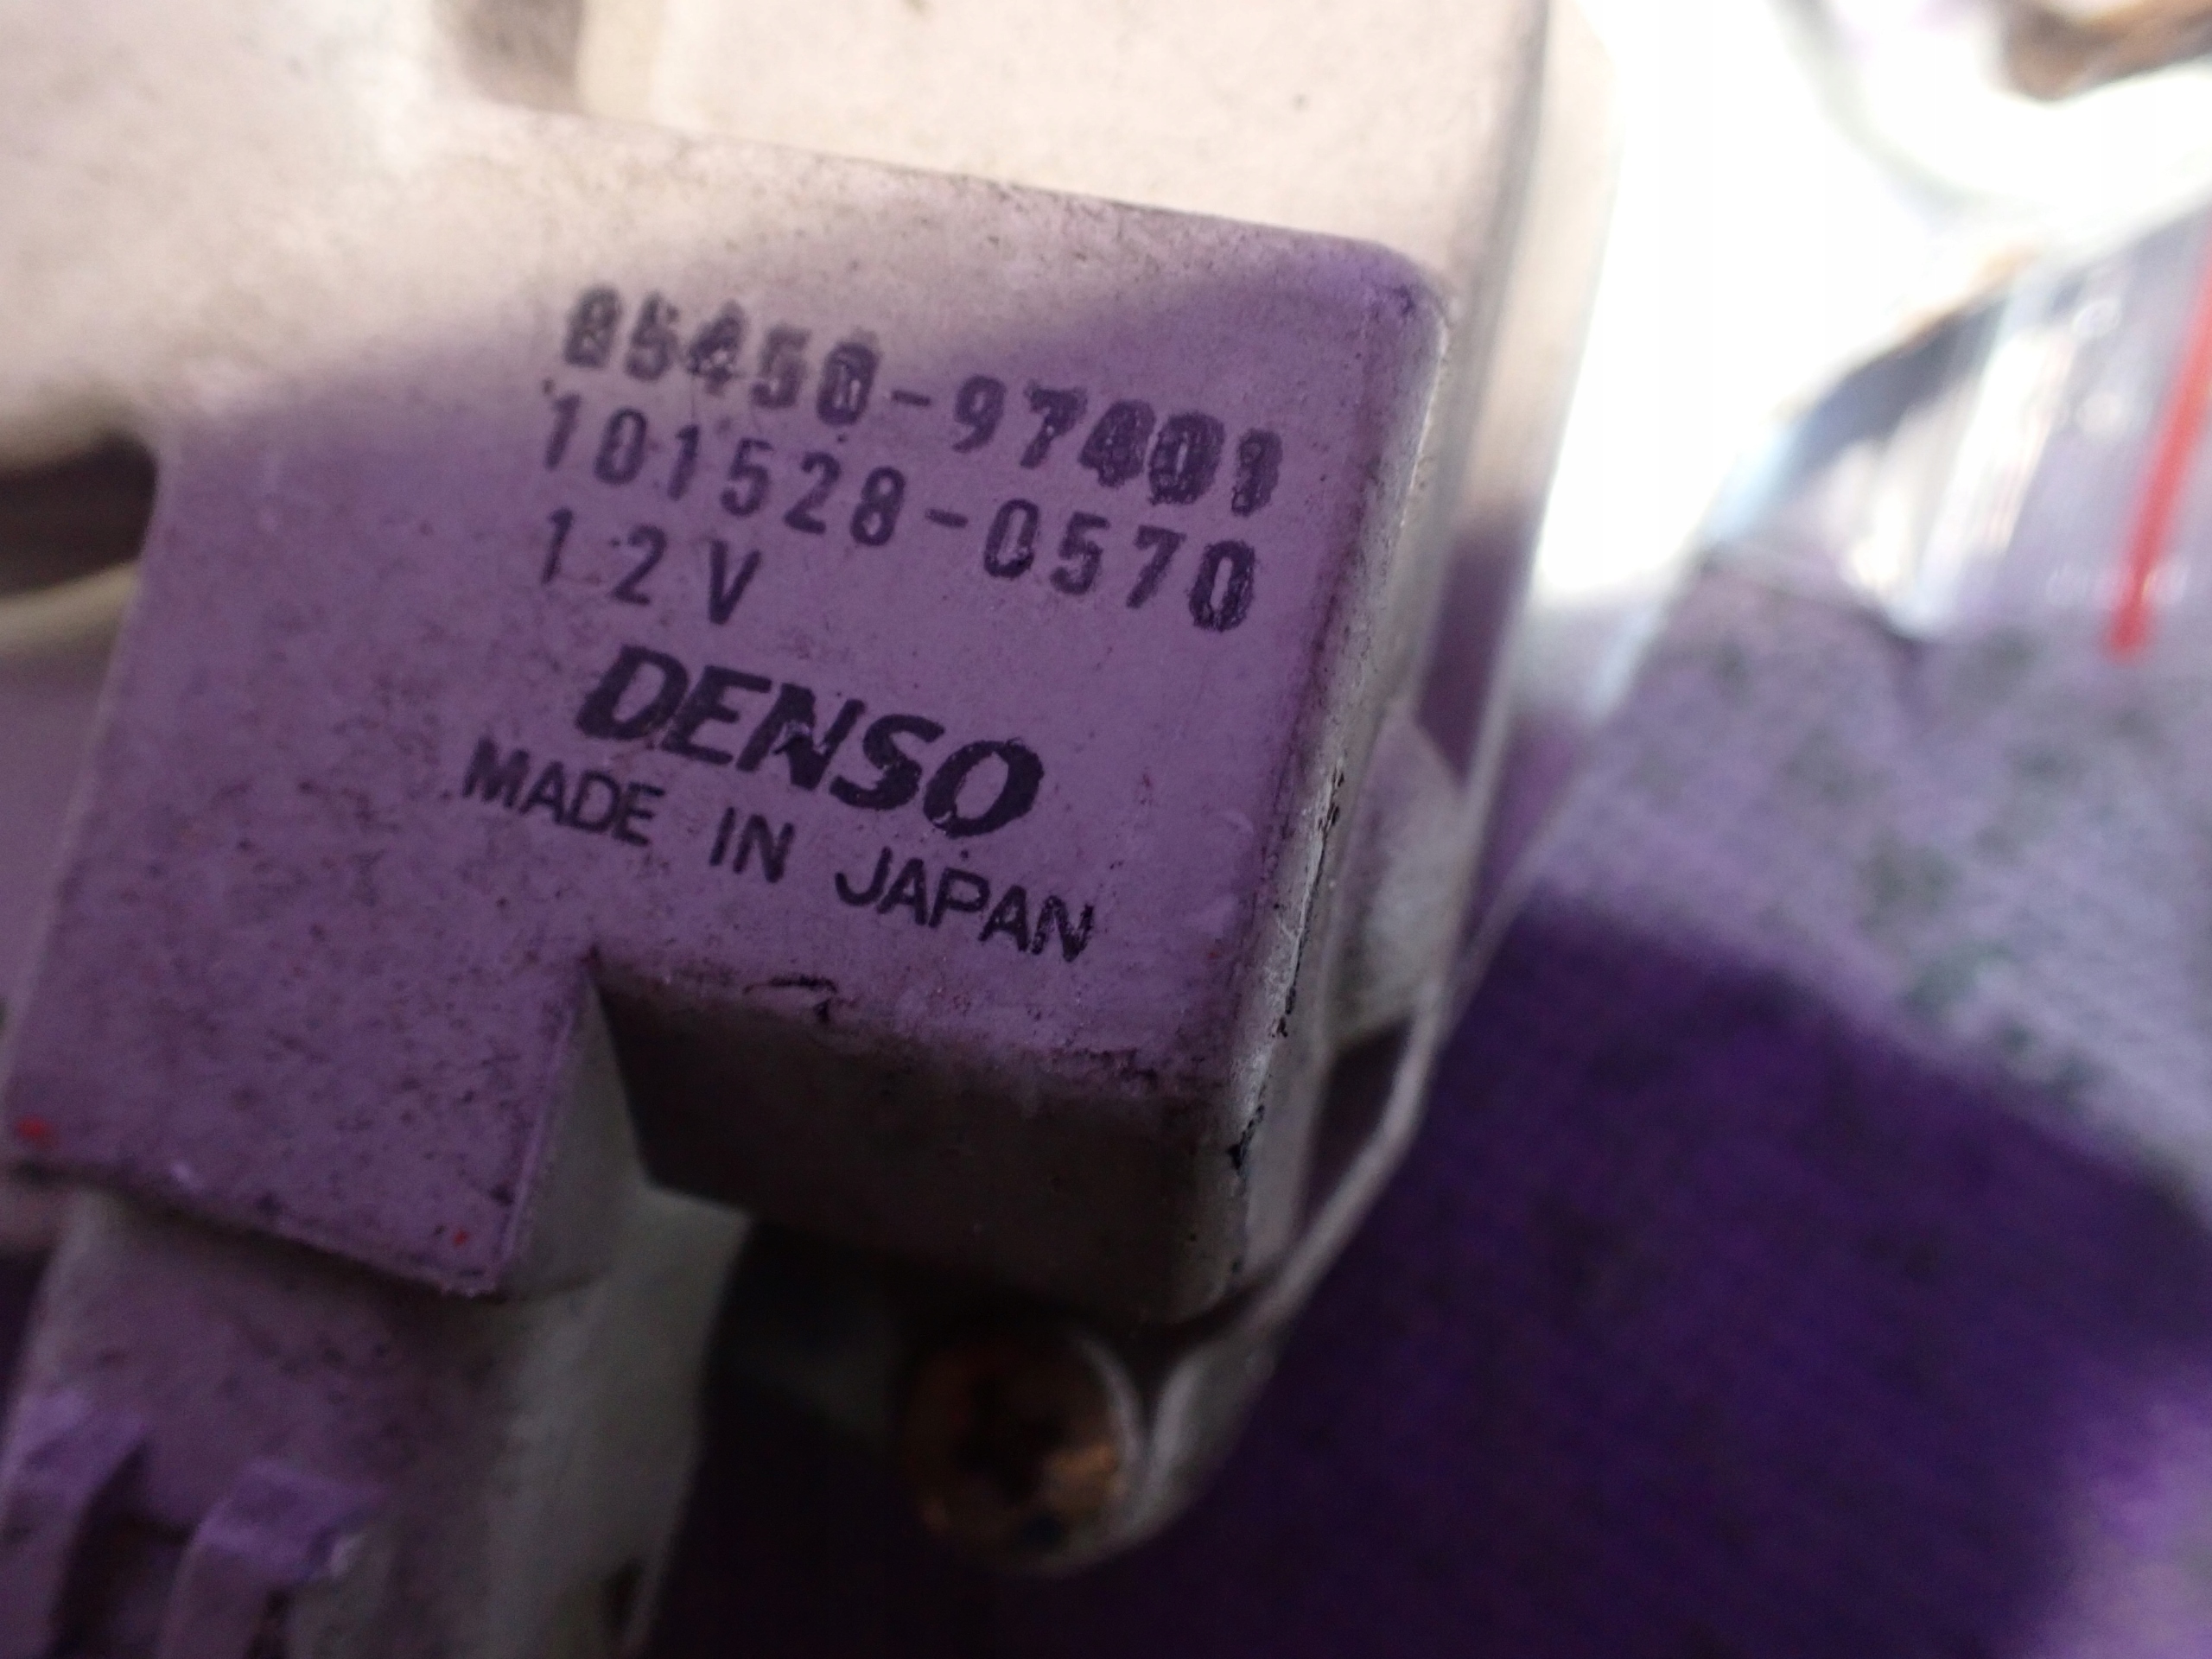 85450-97401
101528-0570
12V
DENSO
MADE IN JAPAN